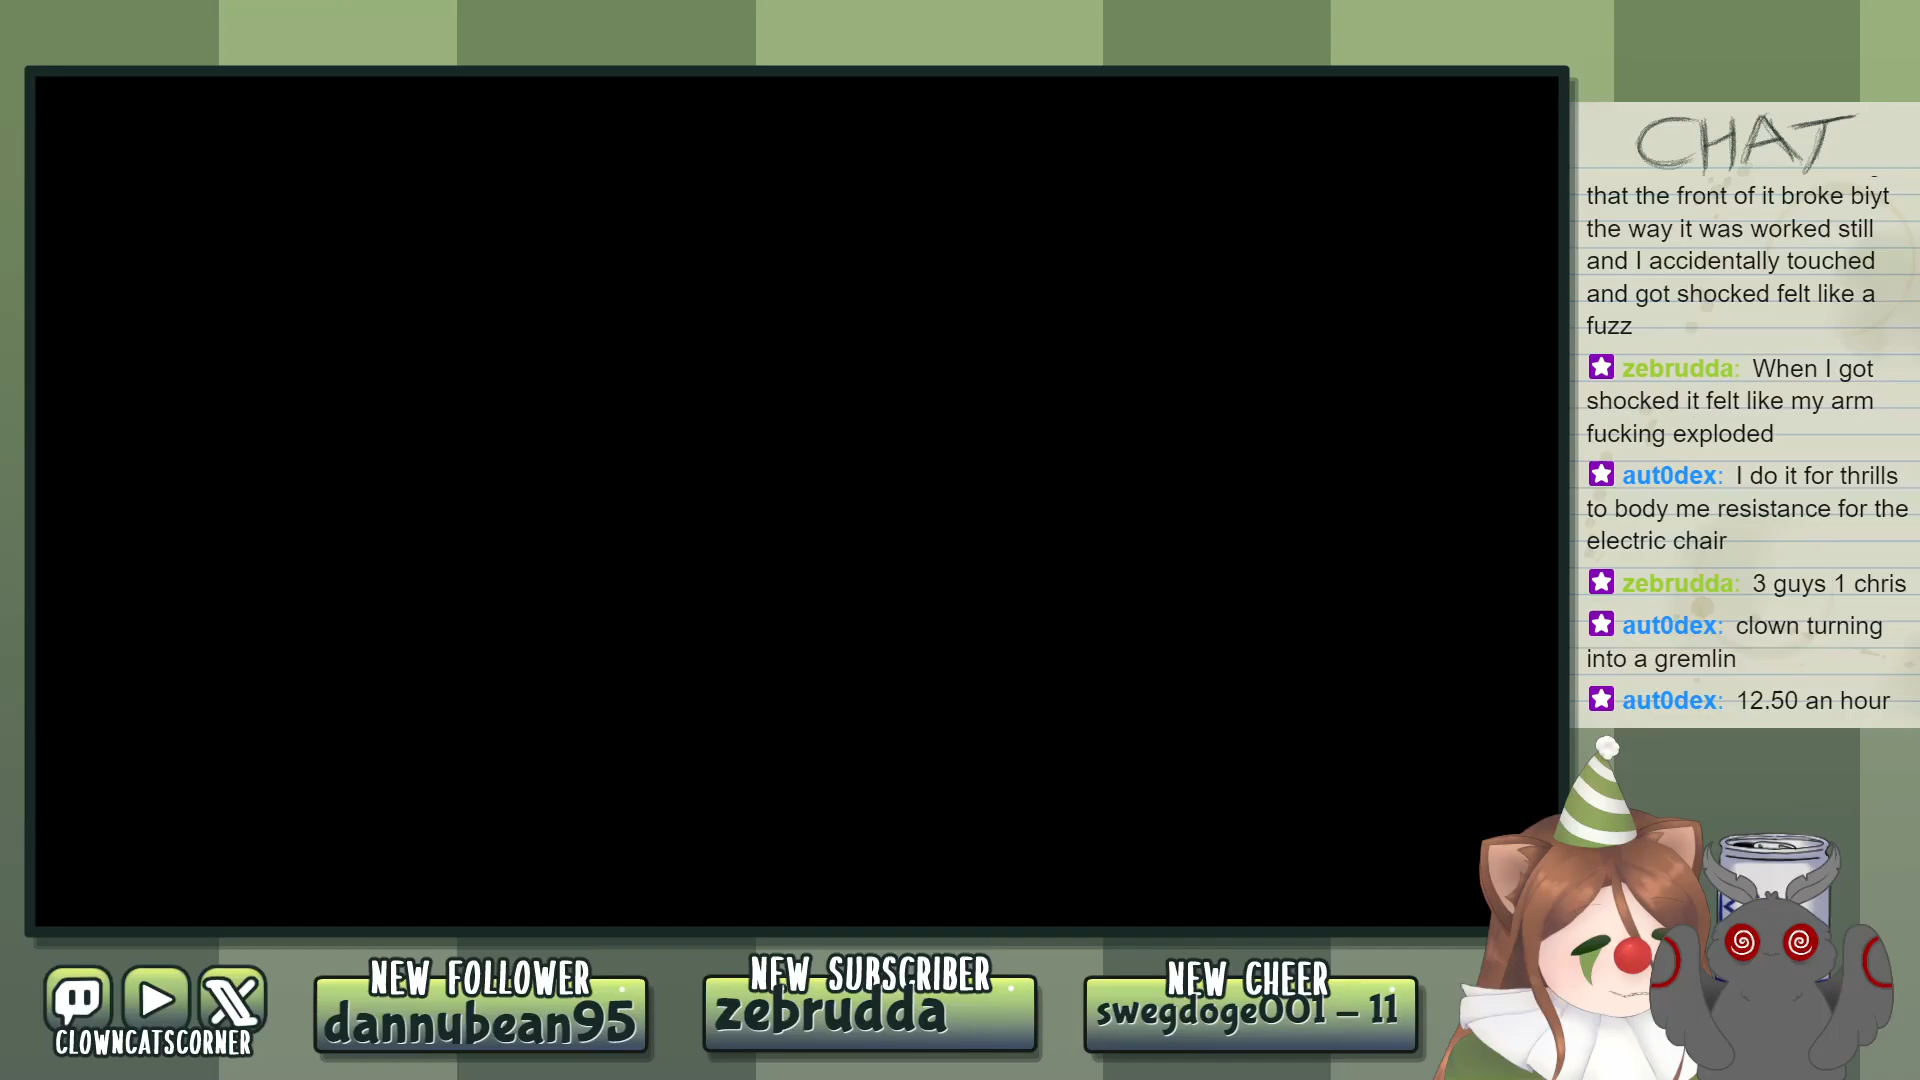 CHAT
that the front of it broke biyt
the way it was worked still
and I accidentally touched
and got shocked felt like a
fuzz
zebrudda: When I got
shocked it felt like my arm
fucking exploded
aut0dex: I do it for thrills
to body me resistance for the
electric chair
zebrudda: 3 guys 1 chris
aut0dex: clown turning
into a gremlin
aut0dex: 12.50 an hour
CLOWNCATSCORNER
NEW FOLLOWER
dannubean95
NEW SUBSCRIBER
zebrudda
NEW CHEER
swegdoge001 – 11